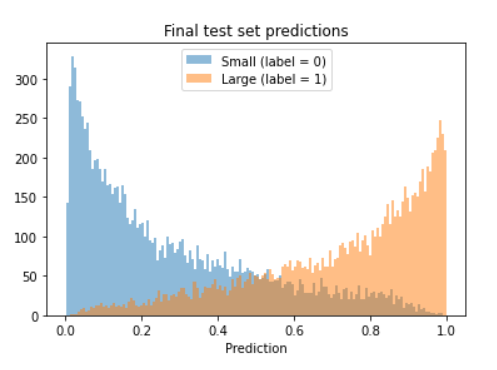 Final test set predictions
Small (label = 0)
Large (label = 1)
300
250
200
150
100
50
0
0.0 0.2 0.4 0.6 0.8 1.0
Prediction